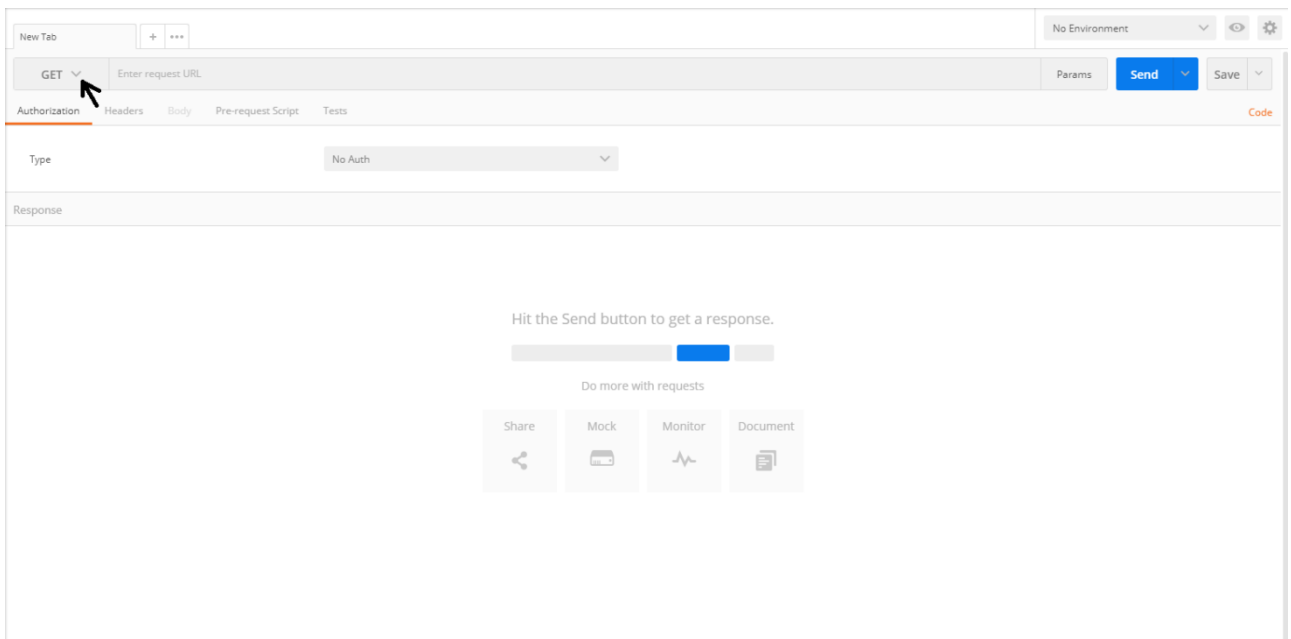 New Tab + ••• No Environment
GET Enter request URL Params Send Save
Authorization Headers Body Pre-request Script Tests Code
Type No Auth
Response
Hit the Send button to get a response.
Do more with requests
Share Mock Monitor Document